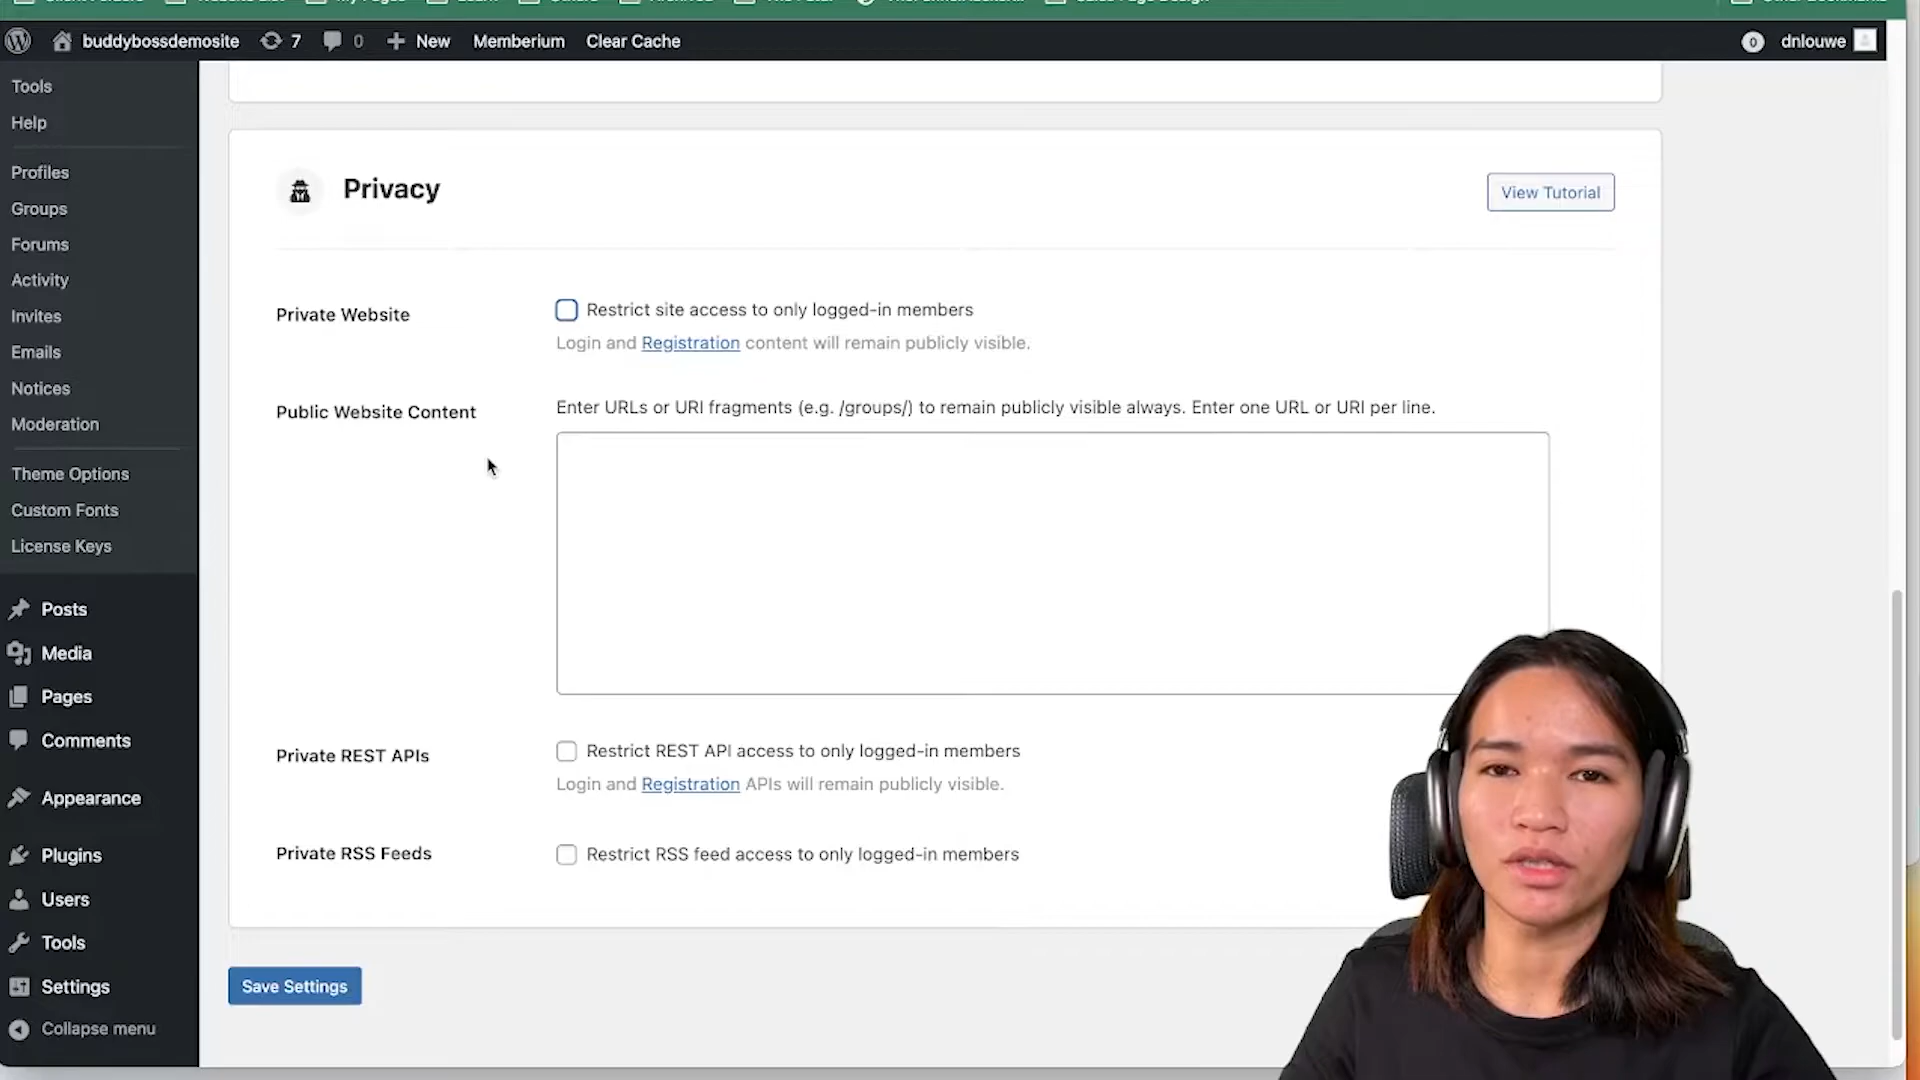 buddybossdemosite 7 0 New Memberium Clear Cache 0 dnlouwe
Tools
Help
Profiles
Groups
Forums
Activity
Invites
Emails
Notices
Moderation
Theme Options
Custom Fonts
License Keys
Posts
Media
Pages
Comments
Appearance
Plugins
Users
Tools
Settings
Collapse menu
Privacy
View Tutorial
Private Website
Restrict site access to only logged-in members
Login and Registration content will remain publicly visible.
Public Website Content
Enter URLs or URI fragments (e.g. /groups/) to remain publicly visible always. Enter one URL or URI per line.
Private REST APIs
Restrict REST API access to only logged-in members
Login and Registration APIs will remain publicly visible.
Private RSS Feeds
Restrict RSS feed access to only logged-in members
Save Settings